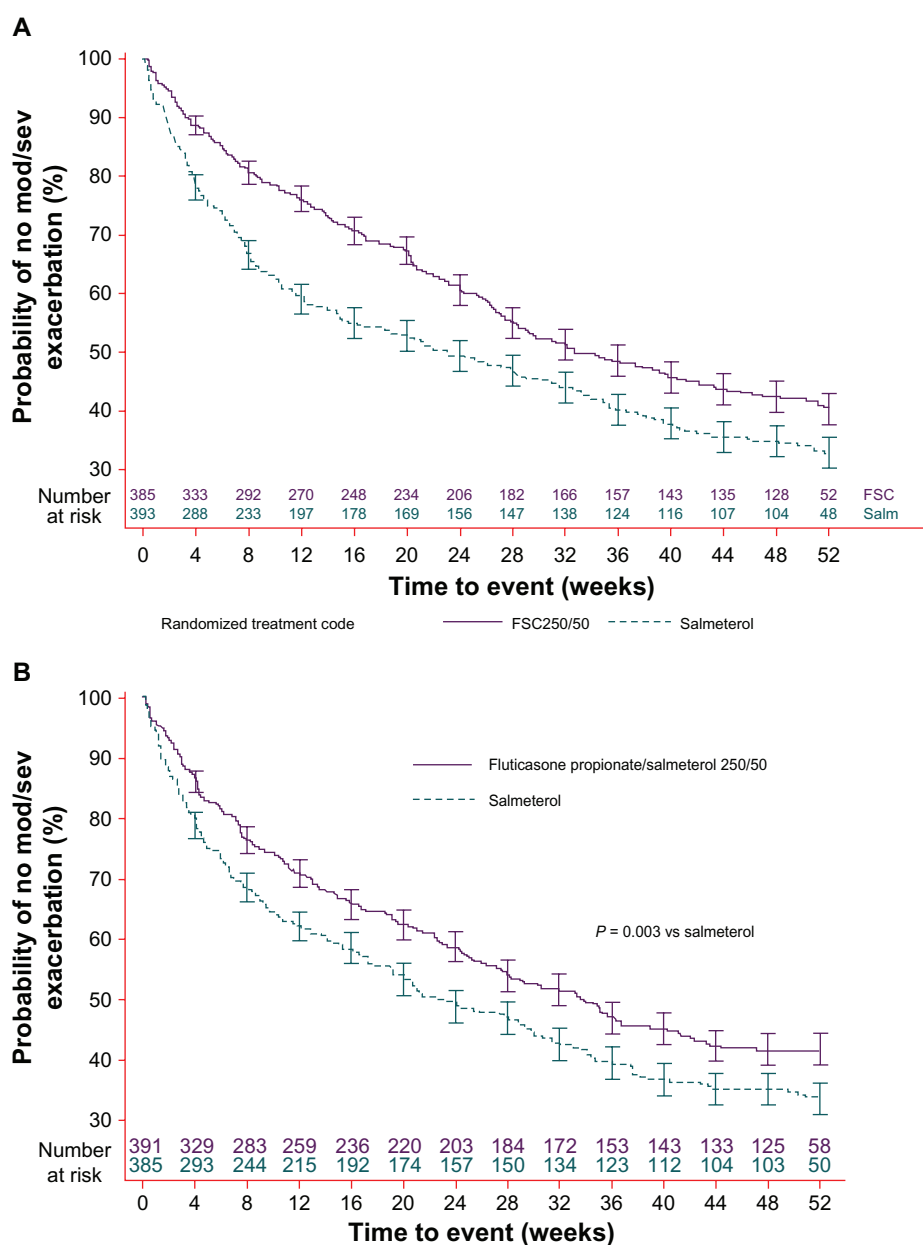 A
Probability of no mod/sev
exacerbation (%)
100
90
80
70
60
50
40
30
Number
at risk
385 333 292 270 248 234 206 182 166 157 143 135 128 52 FSC
393 288 233 197 178 169 156 147 138 124 116 107 104 48 Salm
0 4 8 12 16 20 24 28 32 36 40 44 48 52
Time to event (weeks)
Randomized treatment code FSC250/50 Salmeterol
B
Probability of no mod/sev
exacerbation (%)
100
90
80
70
60
50
40
30
Fluticasone propionate/salmeterol 250/50
Salmeterol
P = 0.003 vs salmeterol
Number
at risk
391 329 283 259 236 220 203 184 172 153 143 133 125 58
385 293 244 215 192 174 157 150 134 123 112 104 103 50
0 4 8 12 16 20 24 28 32 36 40 44 48 52
Time to event (weeks)